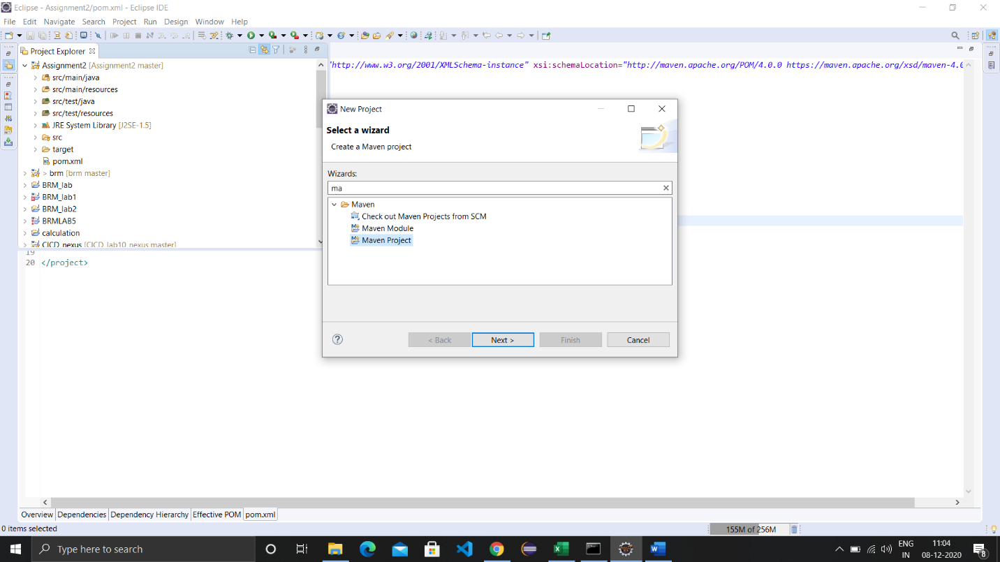 Eclipse - Assignment2/pom.xml - Eclipse IDE
File Edit Navigate Search Project Run Design Window Help
Project Explorer
Assignment2 [Assignment2 master]
src/main/java
src/main/resources
src/test/java
src/test/resources
JRE System Library [J2SE-1.5]
src
target
pom.xml
> brm [brm master]
BRM_lab
BRM_lab1
BRM_lab2
BRMLAB5
calculation
CICD_nexus [CICD_lab10_nexus master]
"http://www.w3.org/2001/XMLSchema-instance" xsi:schemaLocation="http://maven.apache.org/POM/4.0.0 https://maven.apache.org/xsd/maven-4.0
19
20 </project>
New Project
Select a wizard
Create a Maven project
Wizards:
ma
Maven
Check out Maven Projects from SCM
Maven Module
Maven Project
< Back Next > Finish Cancel
Overview Dependencies Dependency Hierarchy Effective POM pom.xml
0 items selected
155M of 256M
Type here to search
ENG
IN
11:04
08-12-2020
8